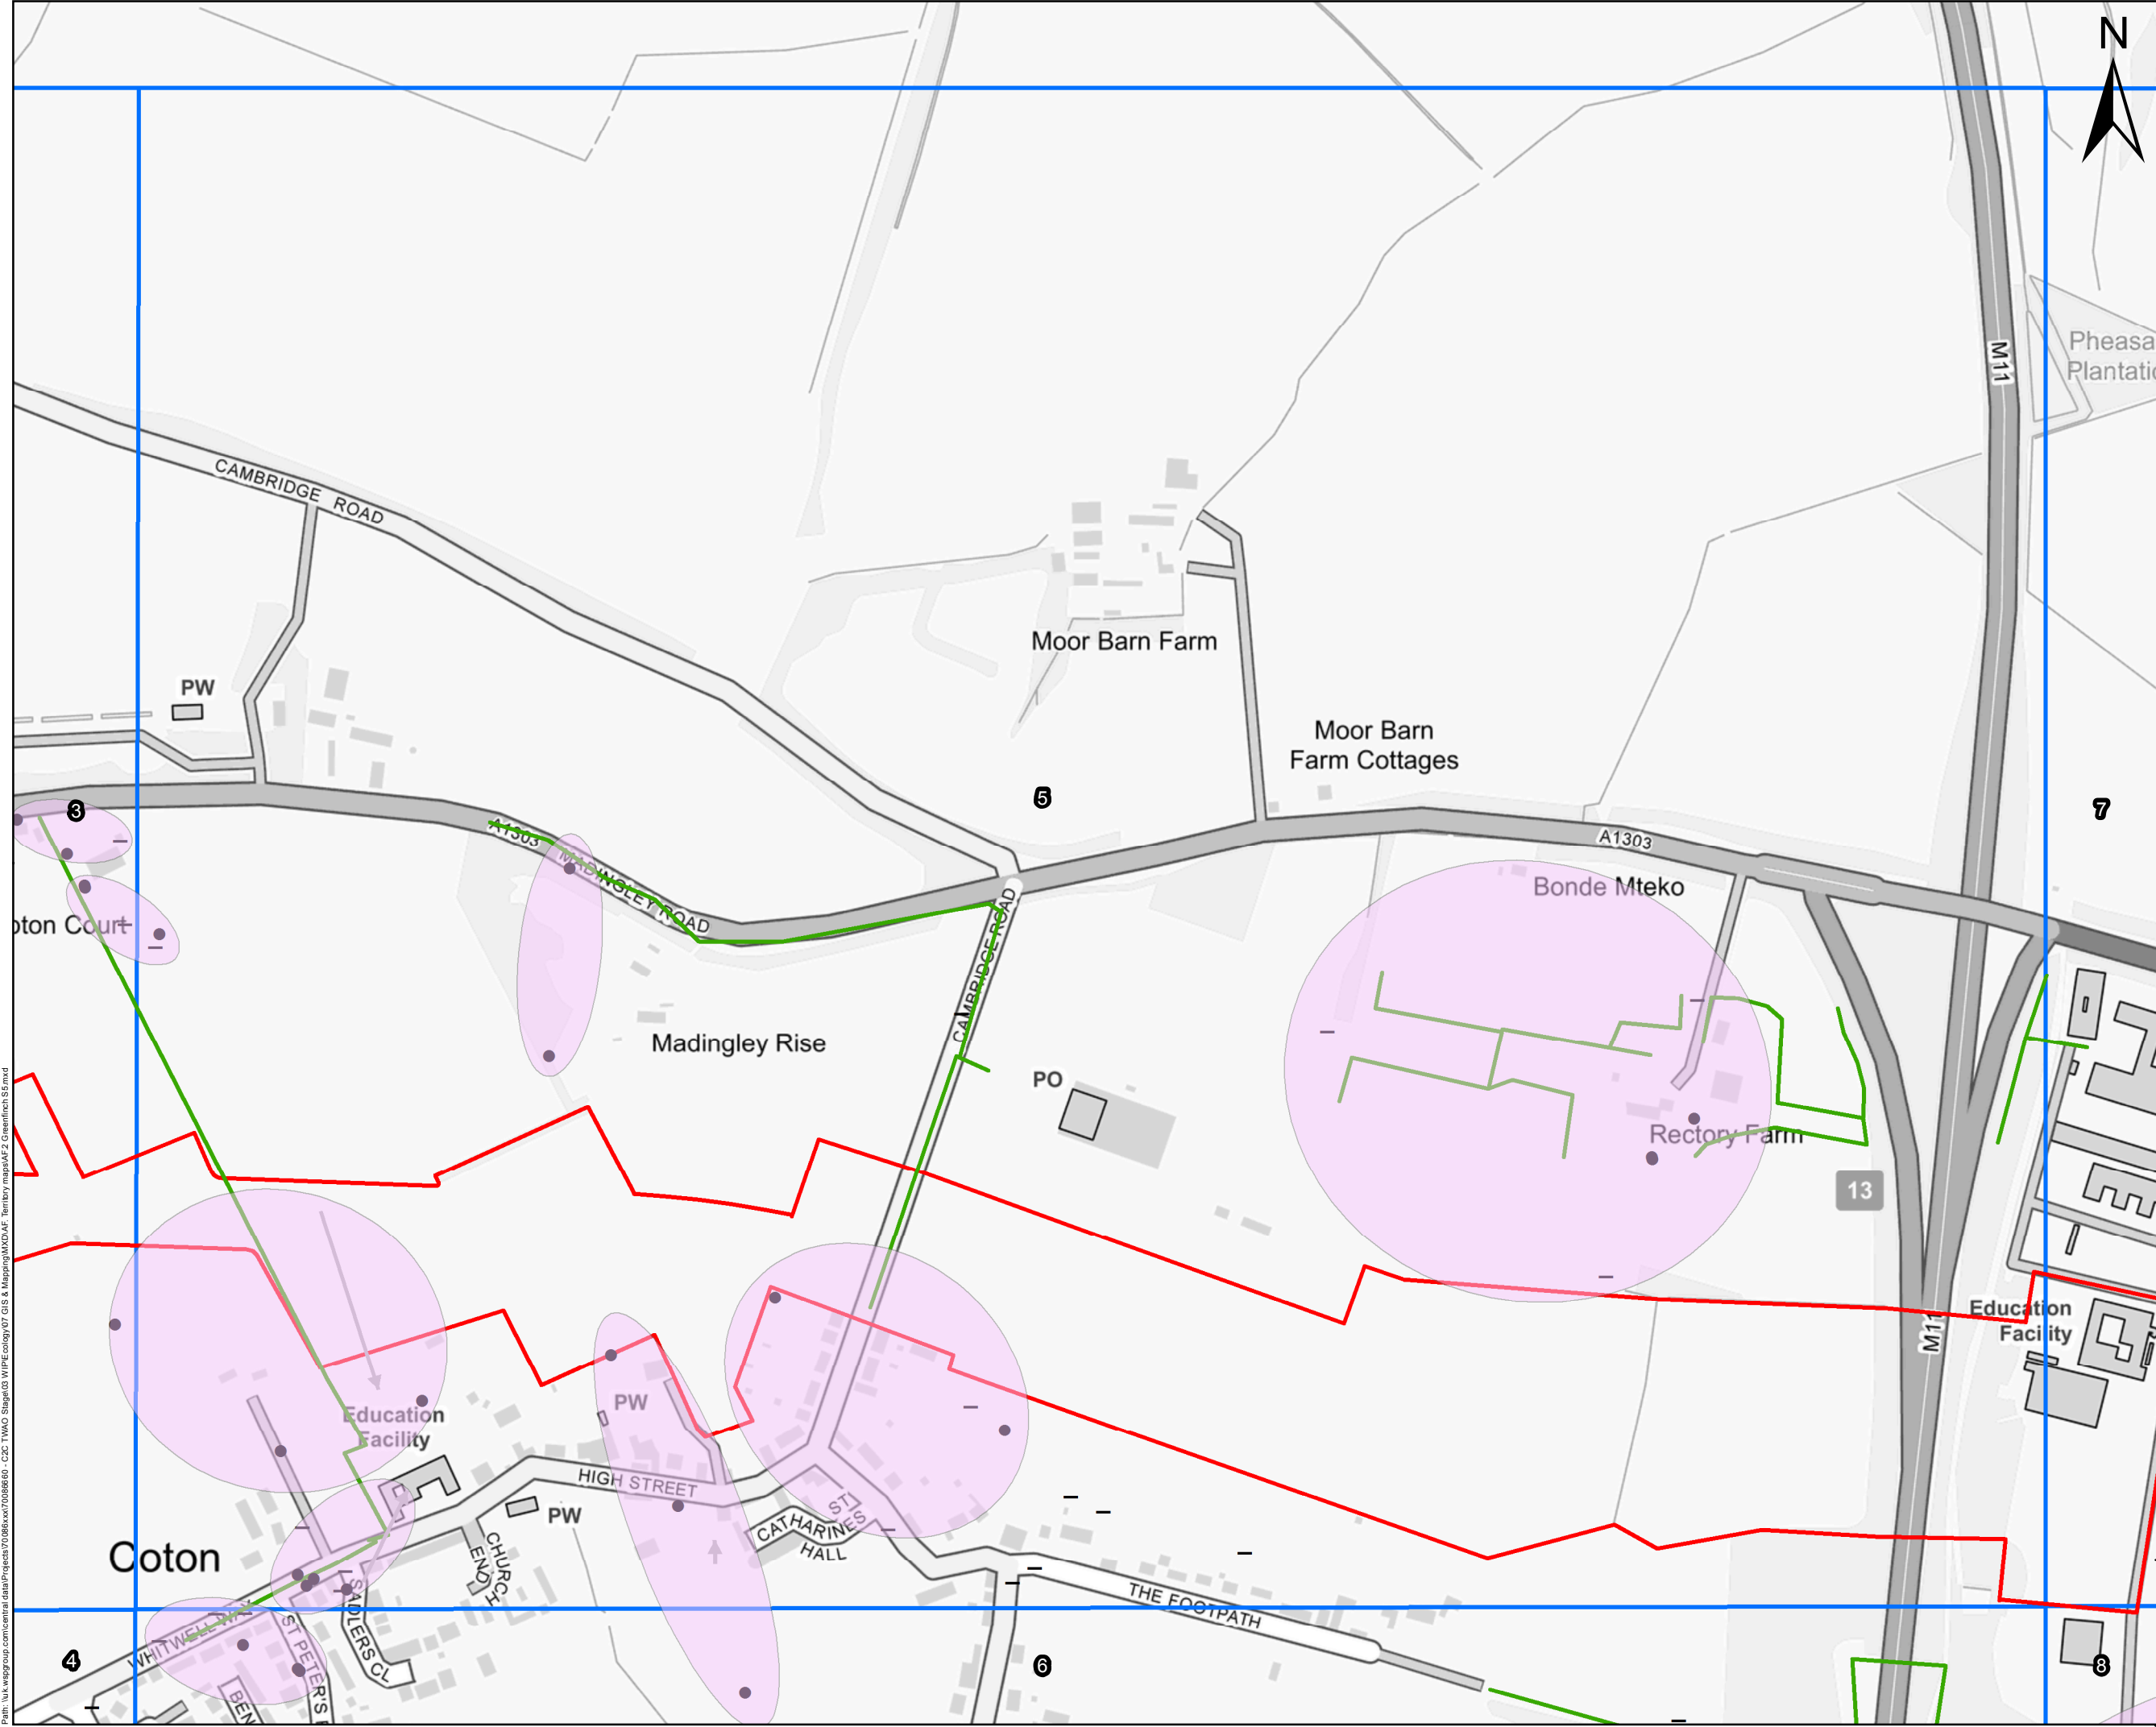 N
M11
Pheasa
Plantatio
CAMBRIDGE ROAD
Moor Barn Farm
PW
Moor Barn
Farm Cottages
3
5
7
A1303
MADINGLEY ROAD
A1303
Bonde Mteko
oton Court
CAMBRIDGE ROAD
Madingley Rise
PO
Rectory Farm
13
Education
Facility
M11
PW
Education
Facility
HIGH STREET
PW
ST
CATHARINES
HALL
Coton
CHURCH
END
THE FOOTPATH
WHITWELL WAY
SADLERS CL
ST PETER'S R
BEN
4
6
8